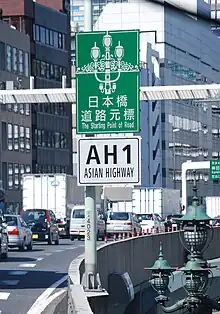 日本橋
道路元標
The Starting Point of Road
AH1
ASIAN HIGHWAY